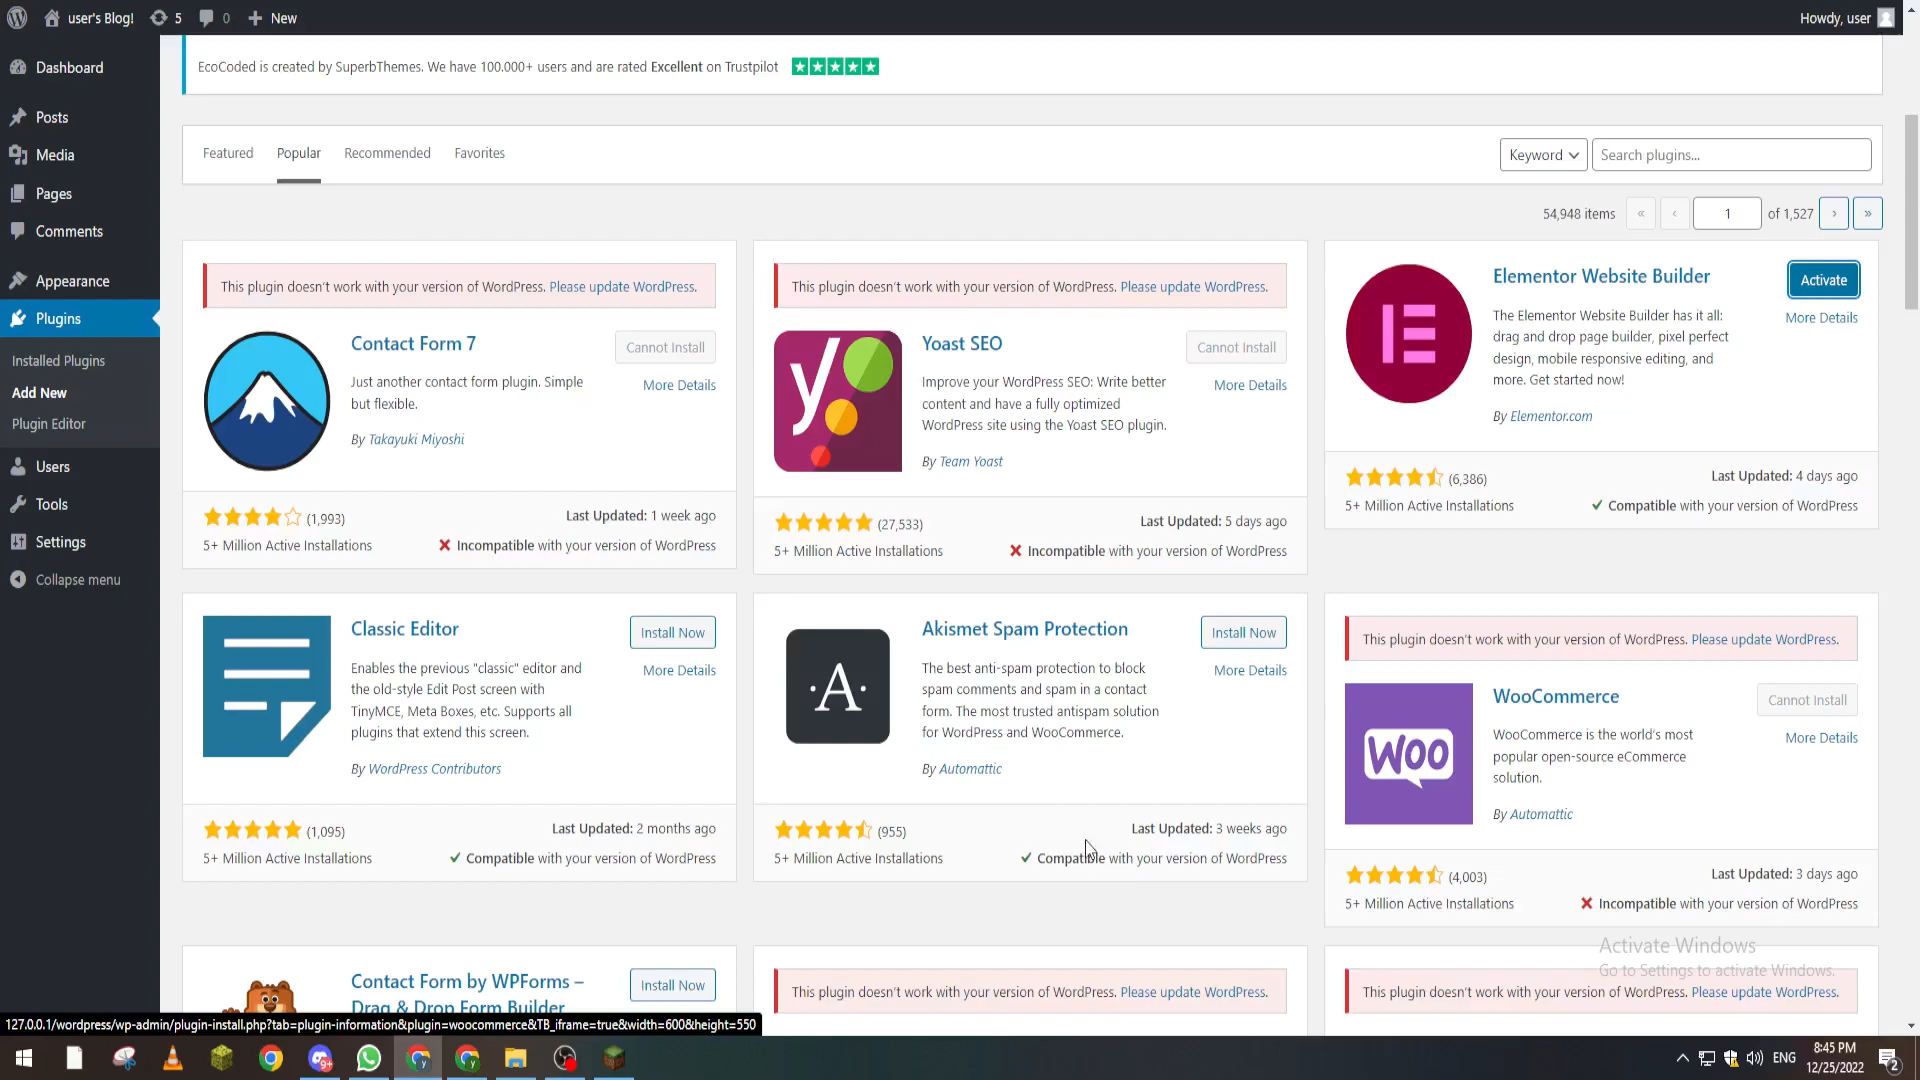 user's Blog!
5
0
New
Howdy, user
Dashboard
Posts
Media
Pages
Comments
Appearance
Plugins
Installed Plugins
Add New
Plugin Editor
Users
Tools
Settings
Collapse menu
EcoCoded is created by SuperbThemes. We have 100.000+ users and are rated Excellent on Trustpilot
Featured
Popular
Recommended
Favorites
Keyword
Search plugins...
54,948 items
«
‹
1
of 1,527
›
»
This plugin doesn't work with your version of WordPress. Please update WordPress.
Contact Form 7
Cannot Install
More Details
Just another contact form plugin. Simple
but flexible.
By Takayuki Miyoshi
(1,993)
Last Updated: 1 week ago
5+ Million Active Installations
Incompatible with your version of WordPress
This plugin doesn't work with your version of WordPress. Please update WordPress.
y
Yoast SEO
Cannot Install
More Details
Improve your WordPress SEO: Write better
content and have a fully optimized
WordPress site using the Yoast SEO plugin.
By Team Yoast
(27,533)
Last Updated: 5 days ago
5+ Million Active Installations
Incompatible with your version of WordPress
Elementor Website Builder
Activate
More Details
The Elementor Website Builder has it all:
drag and drop page builder, pixel perfect
design, mobile responsive editing, and
more. Get started now!
By Elementor.com
(6,386)
Last Updated: 4 days ago
5+ Million Active Installations
Compatible with your version of WordPress
Classic Editor
Install Now
More Details
Enables the previous "classic" editor and
the old-style Edit Post screen with
TinyMCE, Meta Boxes, etc. Supports all
plugins that extend this screen.
By WordPress Contributors
(1,095)
Last Updated: 2 months ago
5+ Million Active Installations
Compatible with your version of WordPress
·A·
Akismet Spam Protection
Install Now
More Details
The best anti-spam protection to block
spam comments and spam in a contact
form. The most trusted antispam solution
for WordPress and WooCommerce.
By Automattic
(955)
Last Updated: 3 weeks ago
5+ Million Active Installations
Compatible with your version of WordPress
This plugin doesn't work with your version of WordPress. Please update WordPress.
WOO
WooCommerce
Cannot Install
More Details
WooCommerce is the world's most
popular open-source eCommerce
solution.
By Automattic
(4,003)
Last Updated: 3 days ago
5+ Million Active Installations
Incompatible with your version of WordPress
Contact Form by WPForms –
Drag & Drop Form Builder
Install Now
This plugin doesn't work with your version of WordPress. Please update WordPress.
This plugin doesn't work with your version of WordPress. Please update WordPress.
Activate Windows
Go to Settings to activate Windows.
127.0.0.1/wordpress/wp-admin/plugin-install.php?tab=plugin-information&plugin=woocommerce&TB_iframe=true&width=600&height=550
9+
ENG
8:45 PM
12/25/2022
2